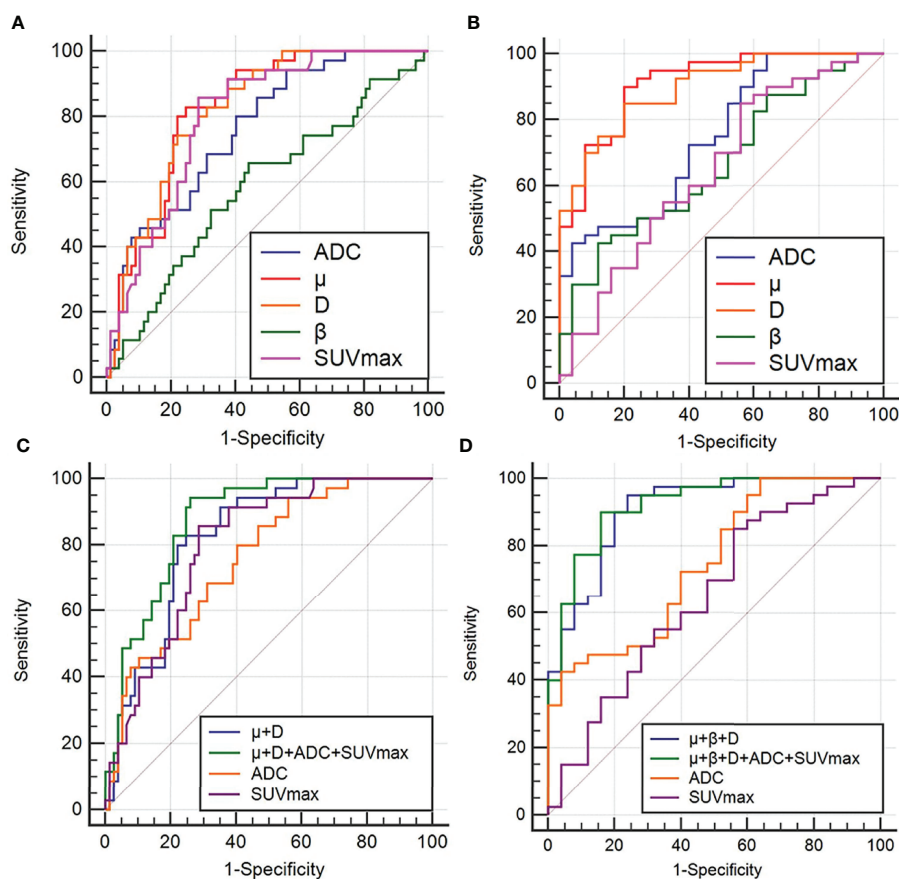 A
Sensitivity
100
80
60
40
20
0
0 20 40 60 80 100
1-Specificity
ADC
μ
D
β
SUVmax
B
Sensitivity
100
80
60
40
20
0
0 20 40 60 80 100
1-Specificity
ADC
μ
D
β
SUVmax
C
Sensitivity
100
80
60
40
20
0
0 20 40 60 80 100
1-Specificity
μ+D
μ+D+ADC+SUVmax
ADC
SUVmax
D
Sensitivity
100
80
60
40
20
0
0 20 40 60 80 100
1-Specificity
μ+β+D
μ+β+D+ADC+SUVmax
ADC
SUVmax